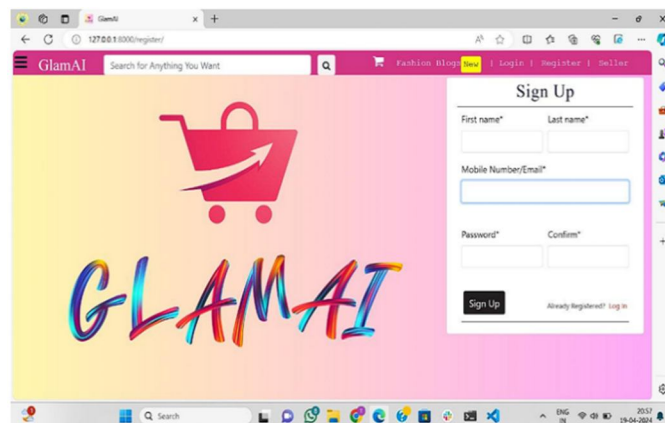 GlamAI
127.0.0.1:8000/register/
GlamAI
Search for Anything You Want
Fashion Blogs New | Login | Register | Seller
Sign Up
First name* Last name*
Mobile Number/Email*
Password* Confirm*
Sign Up Already Registered? Log in
GLAMAI
Search
ENG
IN
20:57
19-04-2024